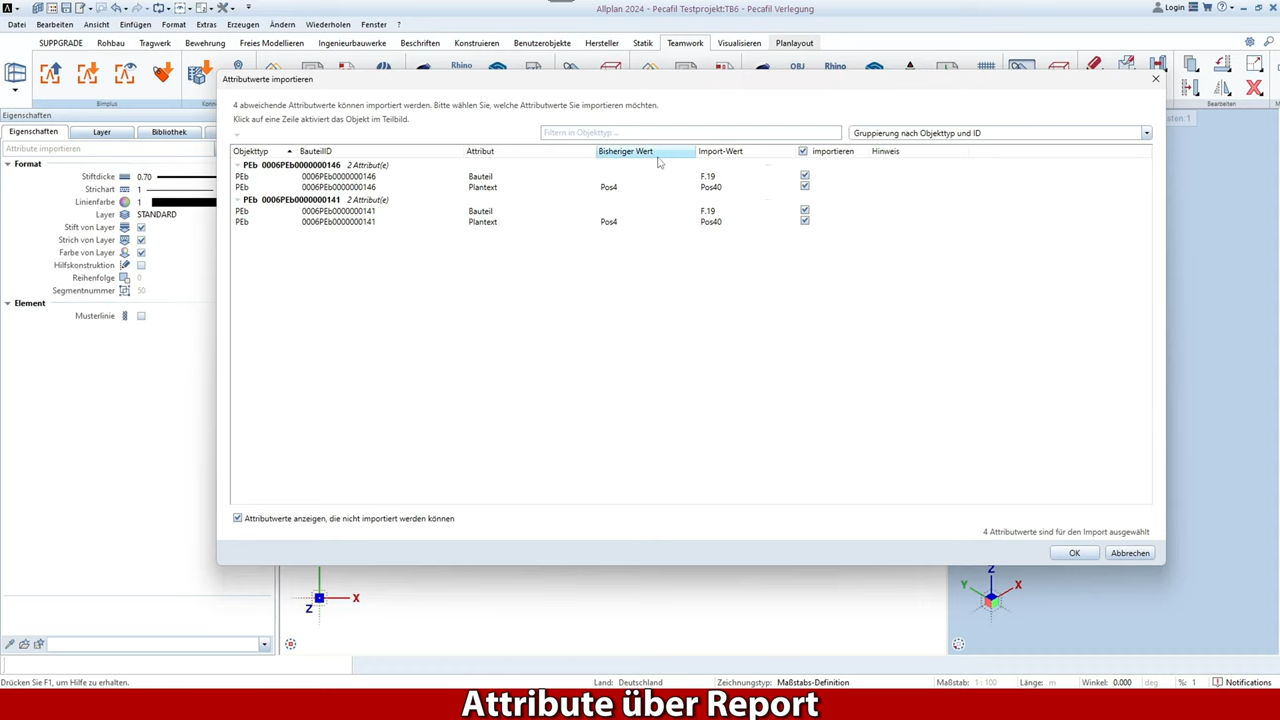 Allplan 2024 - Pecafil Testprojekt:TB6 - Pecafil Verlegung
Login
Datei Bearbeiten Ansicht Format Extras Erzeugen Ändern Wiederholen Fenster ?
SUPPGRADE Rohbau Tragwerk Bewehrung Freies Modellieren Ingenieurbauwerke Beschriften Konstruieren Benutzerobjekte Hersteller Statik Teamwork Visualisieren Planlayout
OBJ
Rhino
Rhino
Bimplus
Bearbeiten
Attributwerte importieren
4 abweichende Attributwerte können importiert werden. Bitte wählen Sie, welche Attributwerte Sie importieren möchten.
Klick auf eine Zeile aktiviert das Objekt im Teilbild.
Filtern in Objekttyp ...
Gruppierung nach Objekttyp und ID
Objekttyp BauteilID Attribut Bisheriger Wert Import-Wert importieren Hinweis
PEb 0006PEb0000000146 2 Attribut(e)
PEb 0006PEb0000000146 Bauteil F.19
PEb 0006PEb0000000146 Plantext Pos4 Pos40
PEb 0006PEb0000000141 2 Attribut(e)
PEb 0006PEb0000000141 Bauteil F.19
PEb 0006PEb0000000141 Plantext Pos4 Pos40
Attributwerte anzeigen, die nicht importiert werden können
4 Attributwerte sind für den Import ausgewählt
OK Abbrechen
Eigenschaften
Eigenschaften Layer Bibliothek
Attribute importieren
Format
Stiftdicke 0.70
Strichart 1
Linienfarbe 1
Layer STANDARD
Stift von Layer
Strich von Layer
Farbe von Layer
Hilfskonstruktion
Reihenfolge 0
Segmentnummer 50
Element
Musterlinie
Z X
Z Y X
Drücken Sie F1, um Hilfe zu erhalten.
Land: Deutschland Zeichnungstyp: Maßstabs-Definition Maßstab: 1 : 100 Länge: m Winkel: 0.000 deg %: 1 Notifications
Attribute über Report